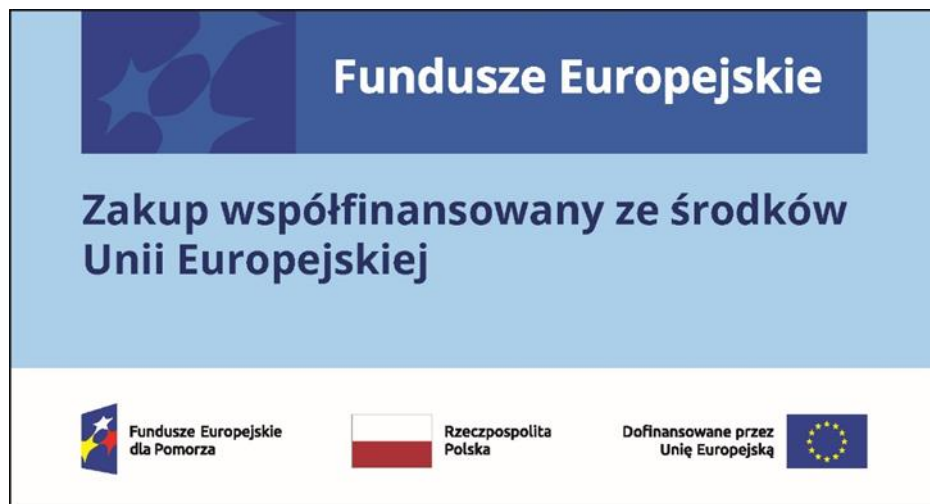 Fundusze Europejskie
Zakup współfinansowany ze środków
Unii Europejskiej
Fundusze Europejskie
dla Pomorza
Rzeczpospolita
Polska
Dofinansowane przez
Unię Europejską